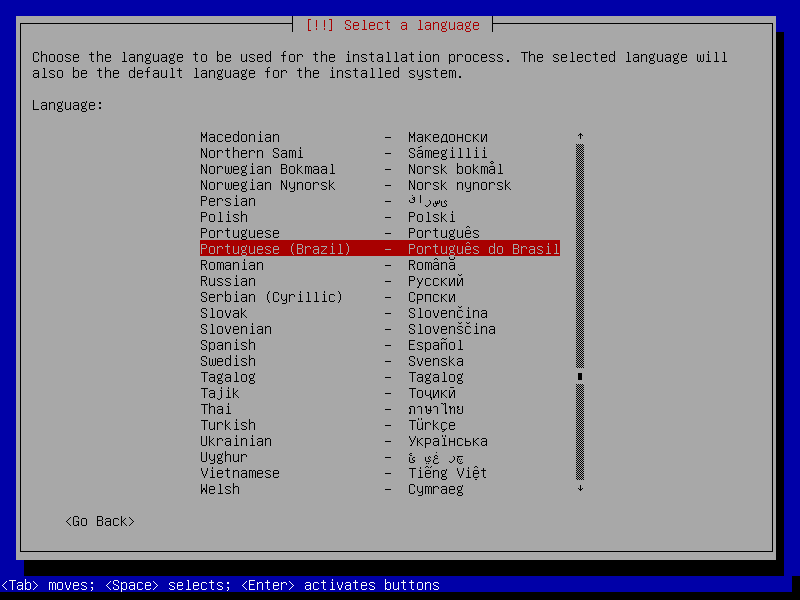 [!!] Select a language
Choose the language to be used for the installation process. The selected language will
also be the default language for the installed system.
Language:
Macedonian - Македонски
Northern Sami - Sámegillii
Norwegian Bokmaal - Norsk bokmål
Norwegian Nynorsk - Norsk nynorsk
Persian - فارسی
Polish - Polski
Portuguese - Português
Portuguese (Brazil) - Português do Brasil
Romanian - Română
Russian - Русский
Serbian (Cyrillic) - Српски
Slovak - Slovenčina
Slovenian - Slovenščina
Spanish - Español
Swedish - Svenska
Tagalog - Tagalog
Tajik - Тоҷикӣ
Thai - ภาษาไทย
Turkish - Türkçe
Ukrainian - Українська
Uyghur -
Vietnamese - Tiếng Việt
Welsh - Cymraeg
<Go Back>
<Tab> moves; <Space> selects; <Enter> activates buttons